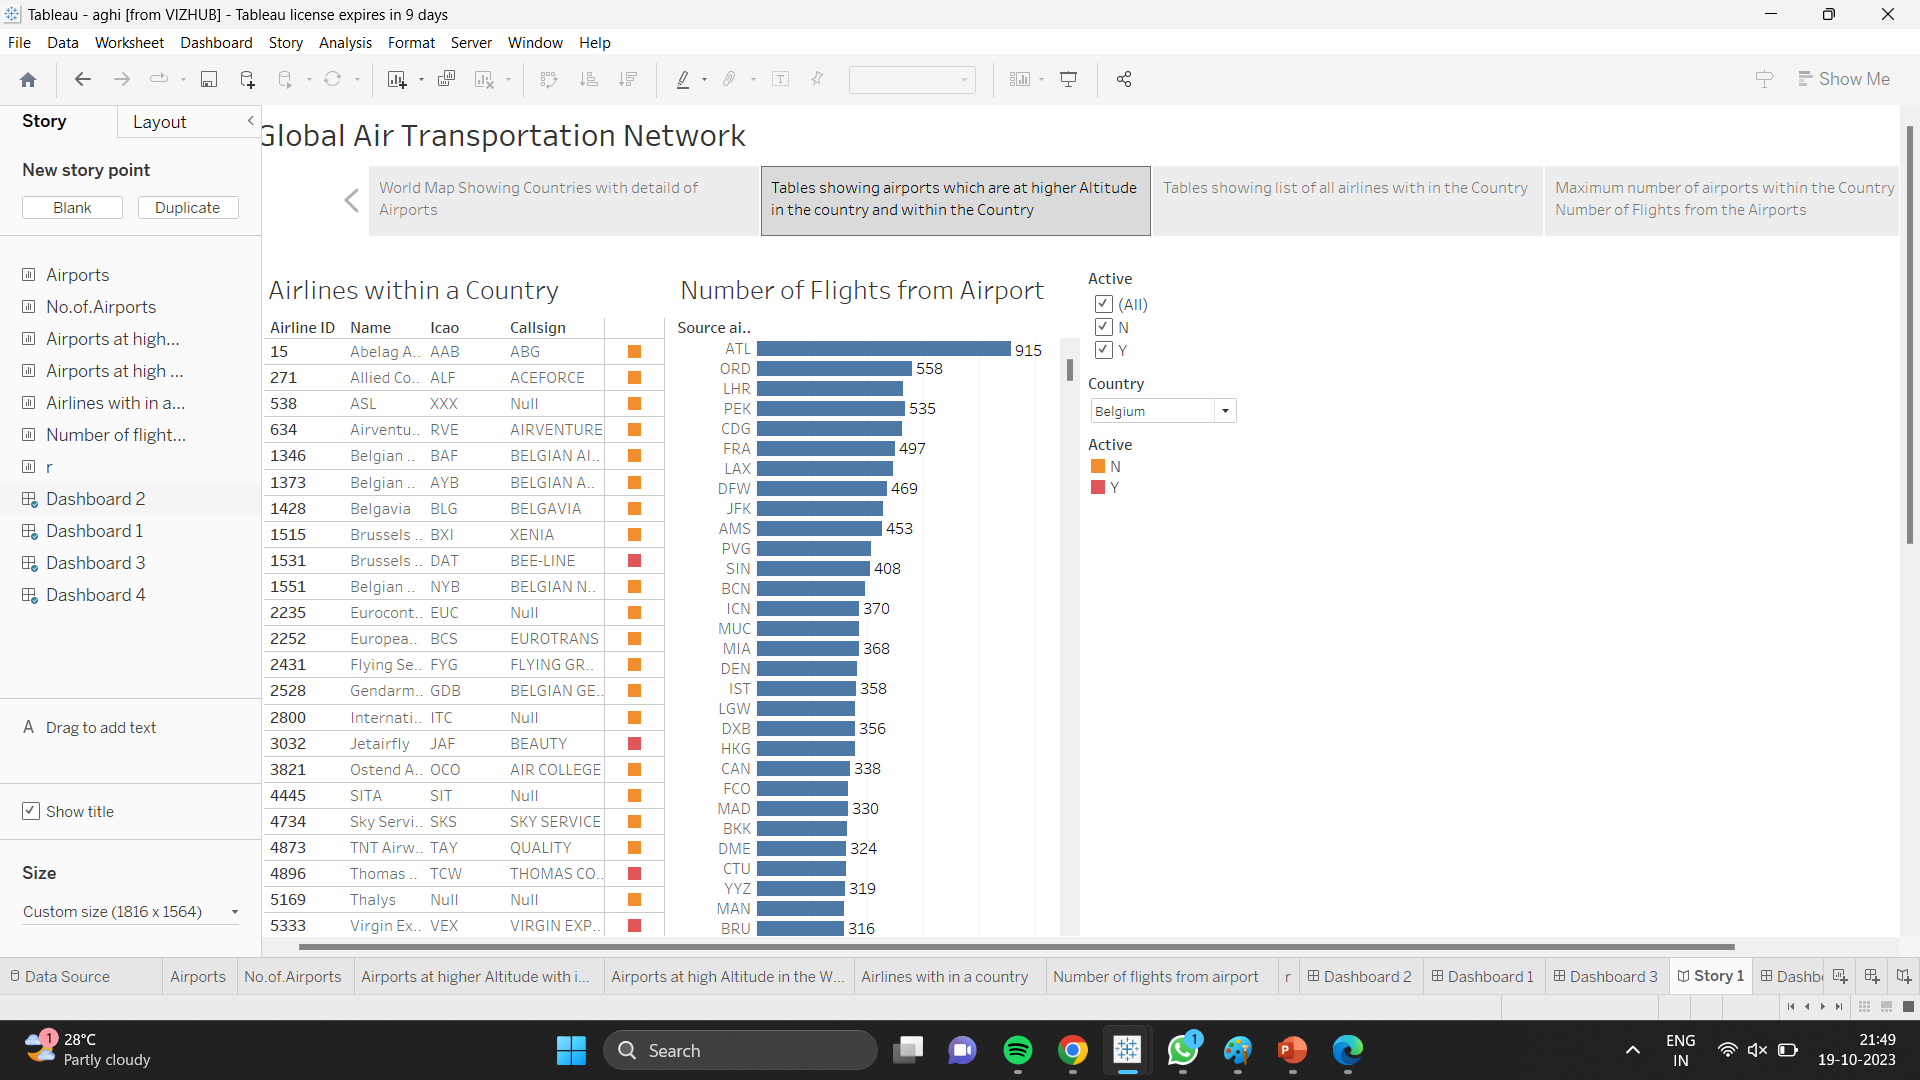 Tableau - aghi [from VIZHUB] - Tableau license expires in 9 days
File Data Worksheet Dashboard Story Analysis Format Server Window Help
Show Me
Story Layout
New story point
Blank Duplicate
Airports
No.of.Airports
Airports at high...
Airports at high ...
Airlines with in a...
Number of flight...
r
Dashboard 2
Dashboard 1
Dashboard 3
Dashboard 4
A Drag to add text
Show title
Size
Custom size (1816 x 1564)
Global Air Transportation Network
World Map Showing Countries with detaild of
Airports
Tables showing airports which are at higher Altitude
in the country and within the Country
Tables showing list of all airlines with in the Country
Maximum number of airports within the Country
Number of Flights from the Airports
Airlines within a Country
Airline ID Name Icao Callsign
15 Abelag A.. AAB ABG
271 Allied Co.. ALF ACEFORCE
538 ASL XXX Null
634 Airventu.. RVE AIRVENTURE
1346 Belgian .. BAF BELGIAN AI..
1373 Belgian .. AYB BELGIAN A..
1428 Belgavia BLG BELGAVIA
1515 Brussels .. BXI XENIA
1531 Brussels .. DAT BEE-LINE
1551 Belgian .. NYB BELGIAN N..
2235 Eurocont.. EUC Null
2252 Europea.. BCS EUROTRANS
2431 Flying Se.. FYG FLYING GR..
2528 Gendarm.. GDB BELGIAN GE..
2800 Internati.. ITC Null
3032 Jetairfly JAF BEAUTY
3821 Ostend A.. OCO AIR COLLEGE
4445 SITA SIT Null
4734 Sky Servi.. SKS SKY SERVICE
4873 TNT Airw.. TAY QUALITY
4896 Thomas .. TCW THOMAS CO..
5169 Thalys Null Null
5333 Virgin Ex.. VEX VIRGIN EXP..
Number of Flights from Airport
Source ai..
ATL 915
ORD 558
LHR
PEK 535
CDG
FRA 497
LAX
DFW 469
JFK
AMS 453
PVG
SIN 408
BCN
ICN 370
MUC
MIA 368
DEN
IST 358
LGW
DXB 356
HKG
CAN 338
FCO
MAD 330
BKK
DME 324
CTU
YYZ 319
MAN
BRU 316
Active
(All)
N
Y
Country
Belgium
Active
N
Y
Data Source Airports No.of.Airports Airports at higher Altitude with i... Airports at high Altitude in the W... Airlines with in a country Number of flights from airport r Dashboard 2 Dashboard 1 Dashboard 3 Story 1 Dashb
1
28°C
Partly cloudy
Search
1
ENG
IN
21:49
19-10-2023